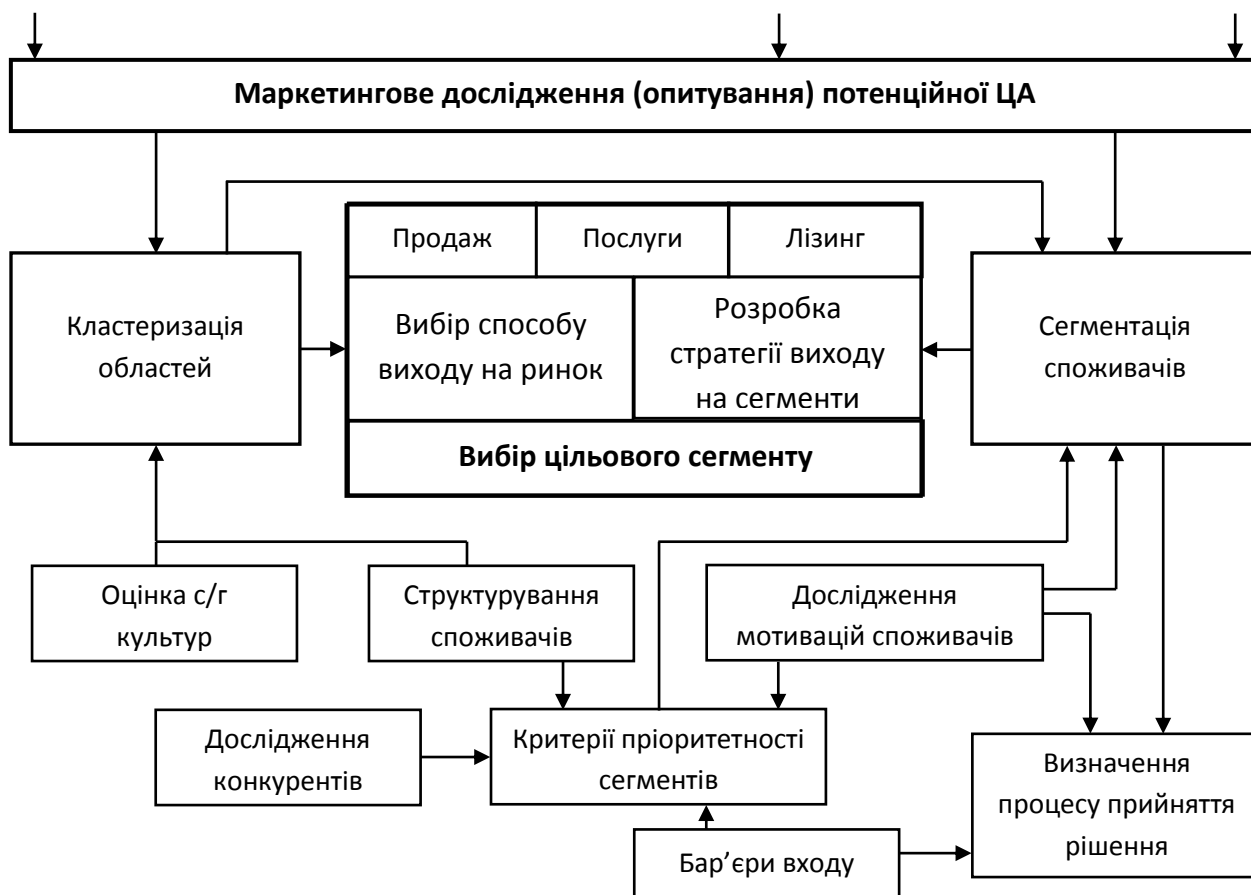 Маркетингове дослідження (опитування) потенційної ЦА
Продаж
Послуги
Лізинг
Кластеризація
областей
Вибір способу
виходу на ринок
Розробка
стратегії виходу
на сегменти
Сегментація
споживачів
Вибір цільового сегменту
Оцінка с/г
культур
Структурування
споживачів
Дослідження
мотивацій споживачів
Дослідження
конкурентів
Критерії пріоритетності
сегментів
Визначення
процесу прийняття
рішення
Бар’єри входу